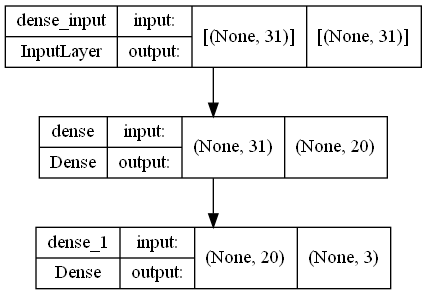 dense_input input: [(None, 31)] [(None, 31)]
InputLayer output:
dense input: (None, 31) (None, 20)
Dense output:
dense_1 input: (None, 20) (None, 3)
Dense output: